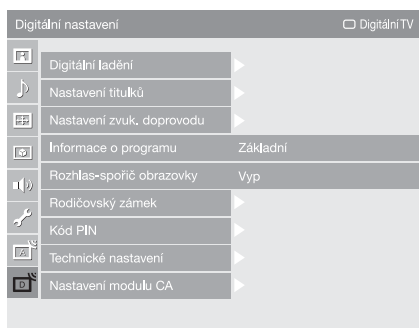 Digitální nastavení
Digitální TV
Digitální ladění
Nastavení titulků
Nastavení zvuk. doprovodu
Informace o programu Základní
Rozhlas-spořič obrazovky Vyp
Rodičovský zámek
Kód PIN
Technické nastavení
A
D Nastavení modulu CA